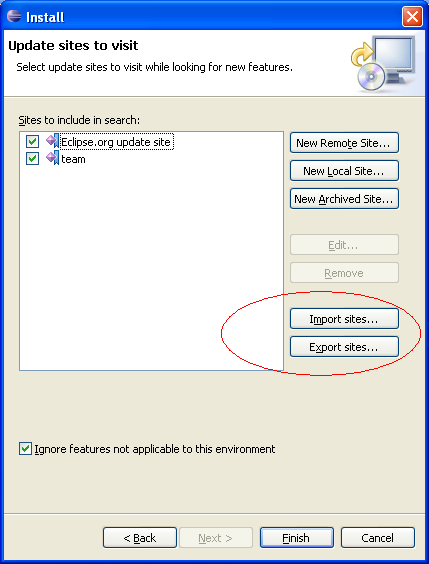 Install
Update sites to visit
Select update sites to visit while looking for new features.
Sites to include in search:
Eclipse.org update site
team
New Remote Site...
New Local Site...
New Archived Site...
Edit...
Remove
Import sites...
Export sites...
Ignore features not applicable to this environment
< Back
Next >
Finish
Cancel